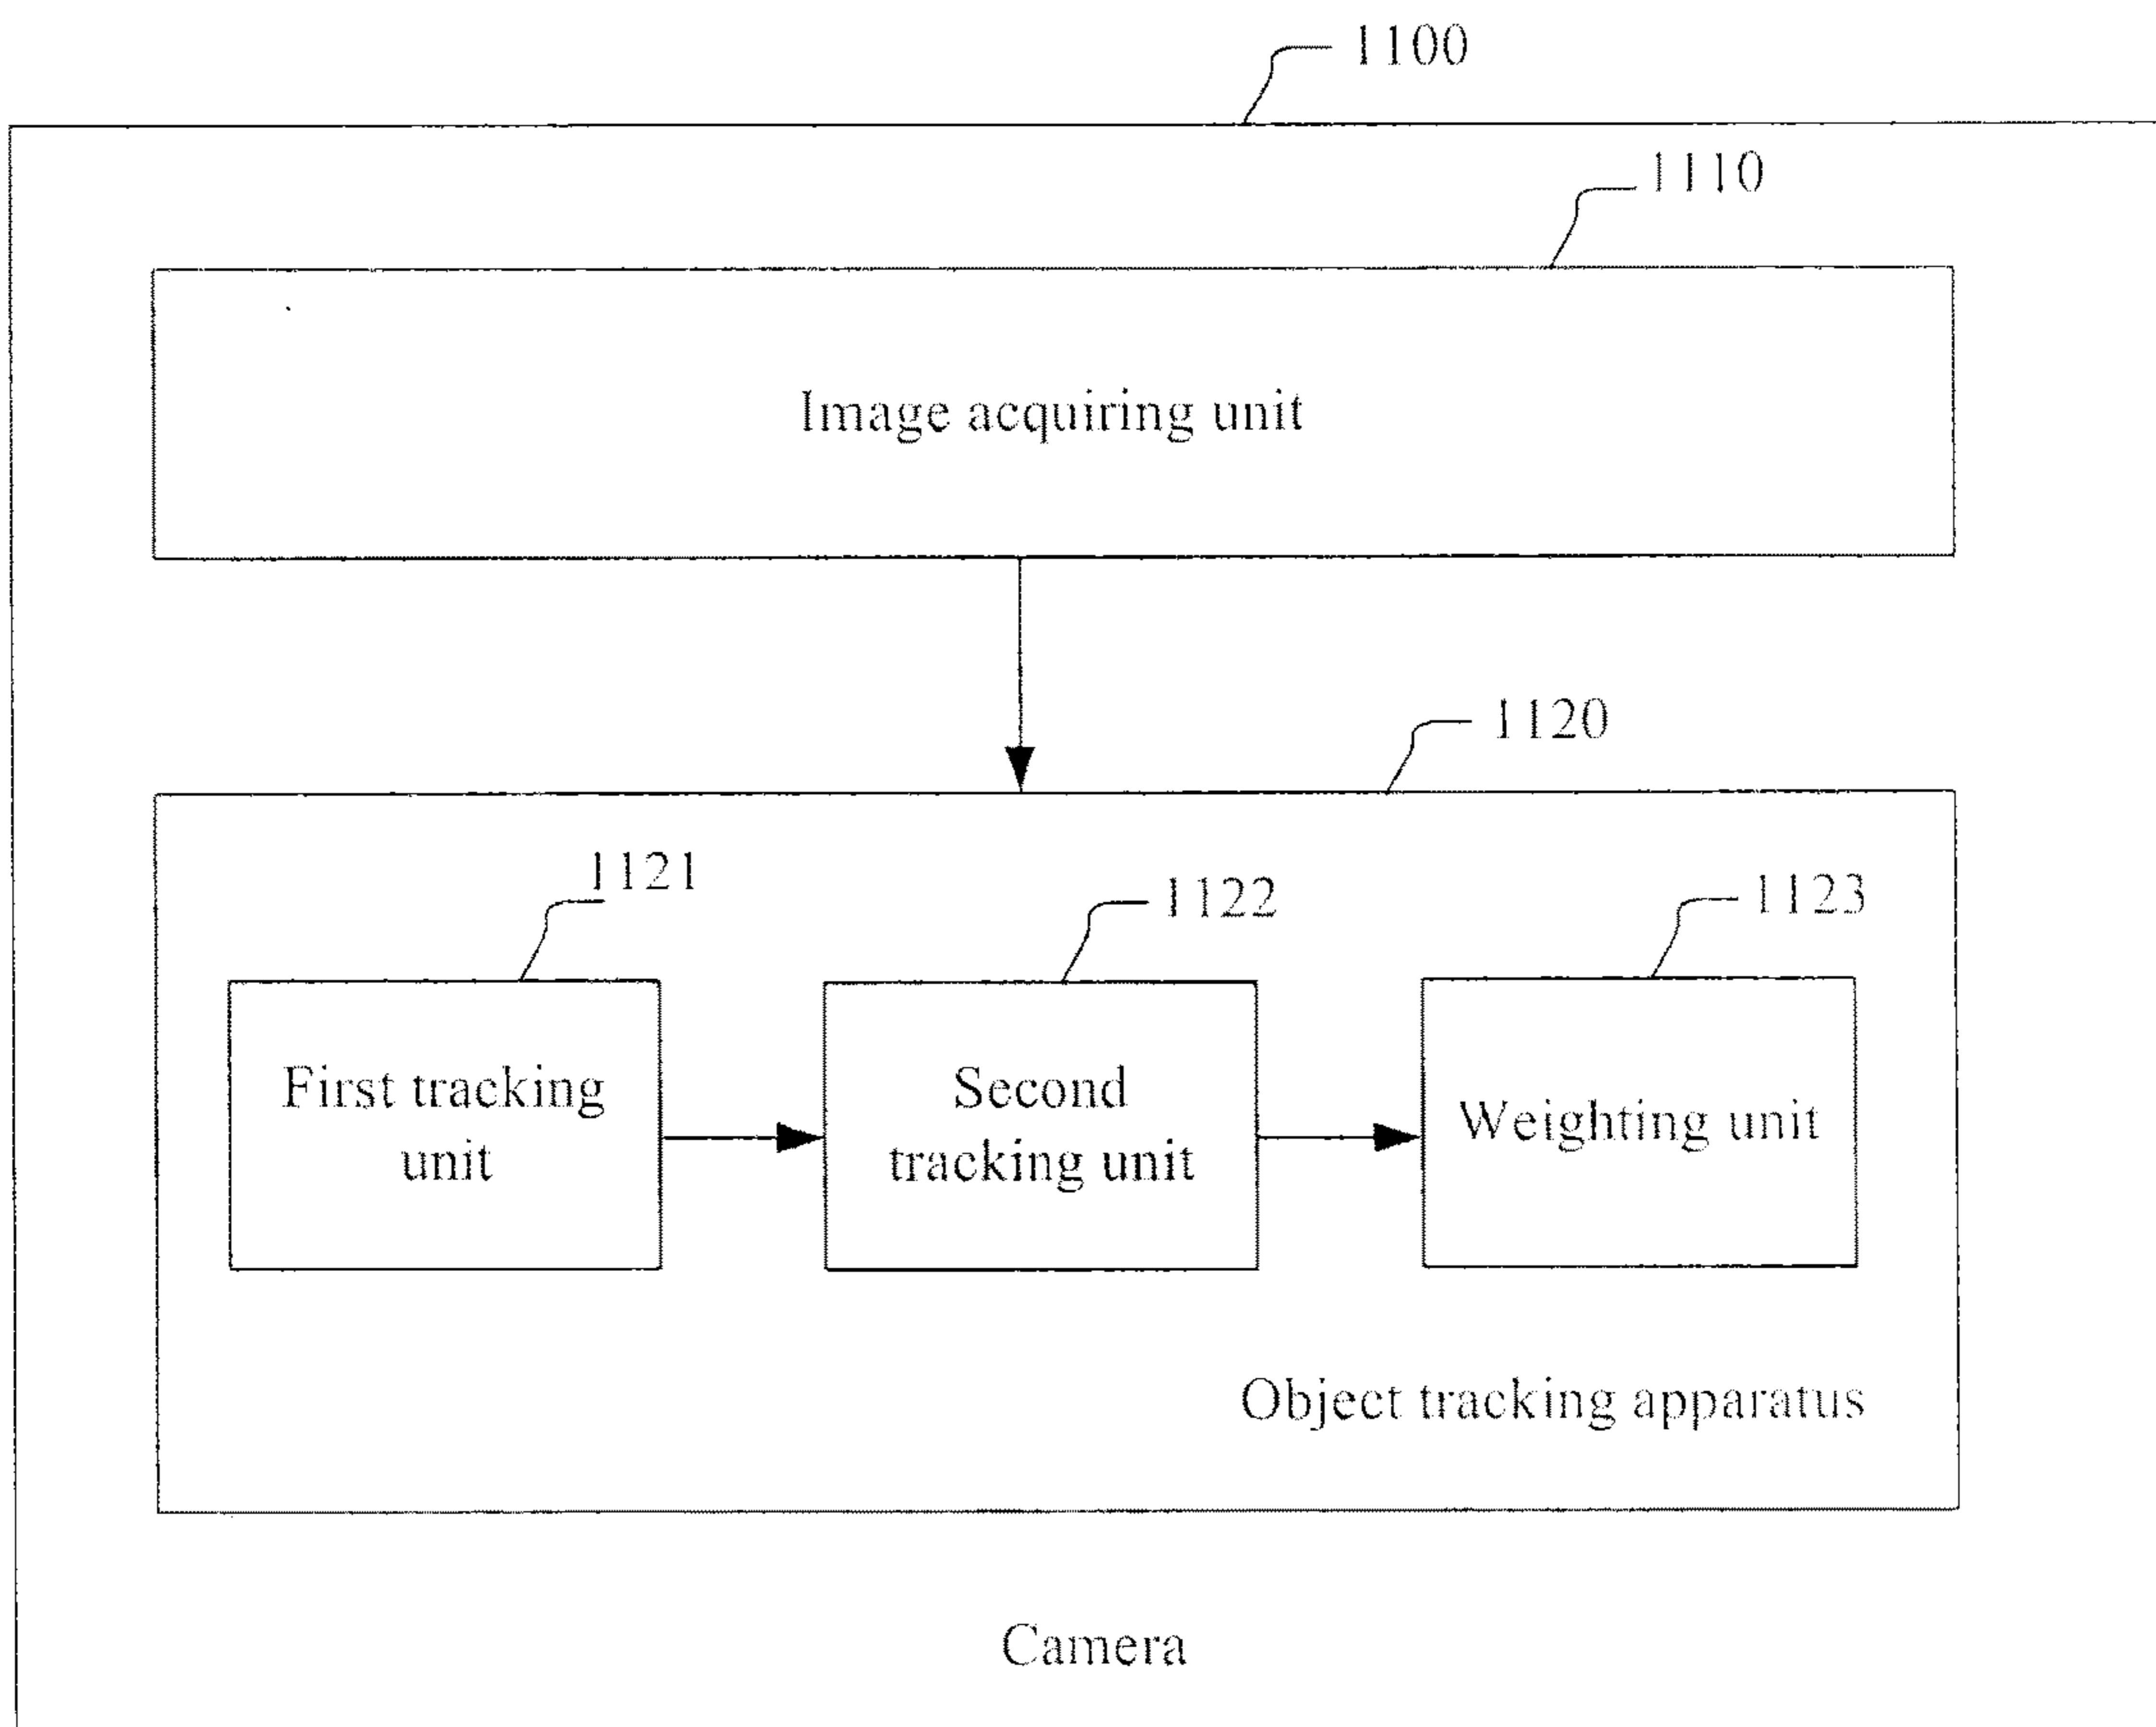 1100
1110
Image acquiring unit
1120
1121
1122
1123
First tracking
unit
Second
tracking unit
Weighting unit
Object tracking apparatus
Camera